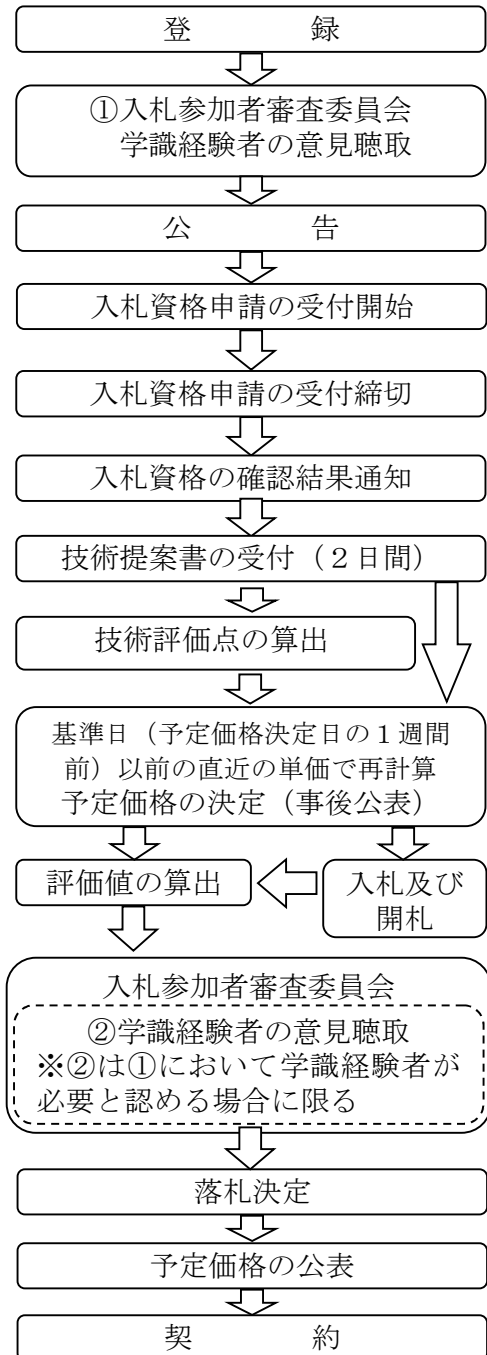 登　　　録
①入札参加者審査委員会
学識経験者の意見聴取
公　　　告
入札資格申請の受付開始
入札資格申請の受付締切
入札資格の確認結果通知
技術提案書の受付（２日間）
技術評価点の算出
基準日（予定価格決定日の１週間
前）以前の直近の単価で再計算
予定価格の決定（事後公表）
評価値の算出
入札及び
開札
入札参加者審査委員会
②学識経験者の意見聴取
※②は①において学識経験者が
必要と認める場合に限る
落札決定
予定価格の公表
契　　　約